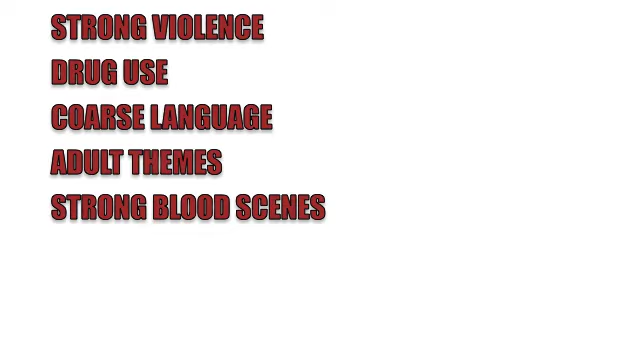 STRONG VIOLENCE
DRUG USE
COARSE LANGUAGE
ADULT THEMES
STRONG BLOOD SCENES